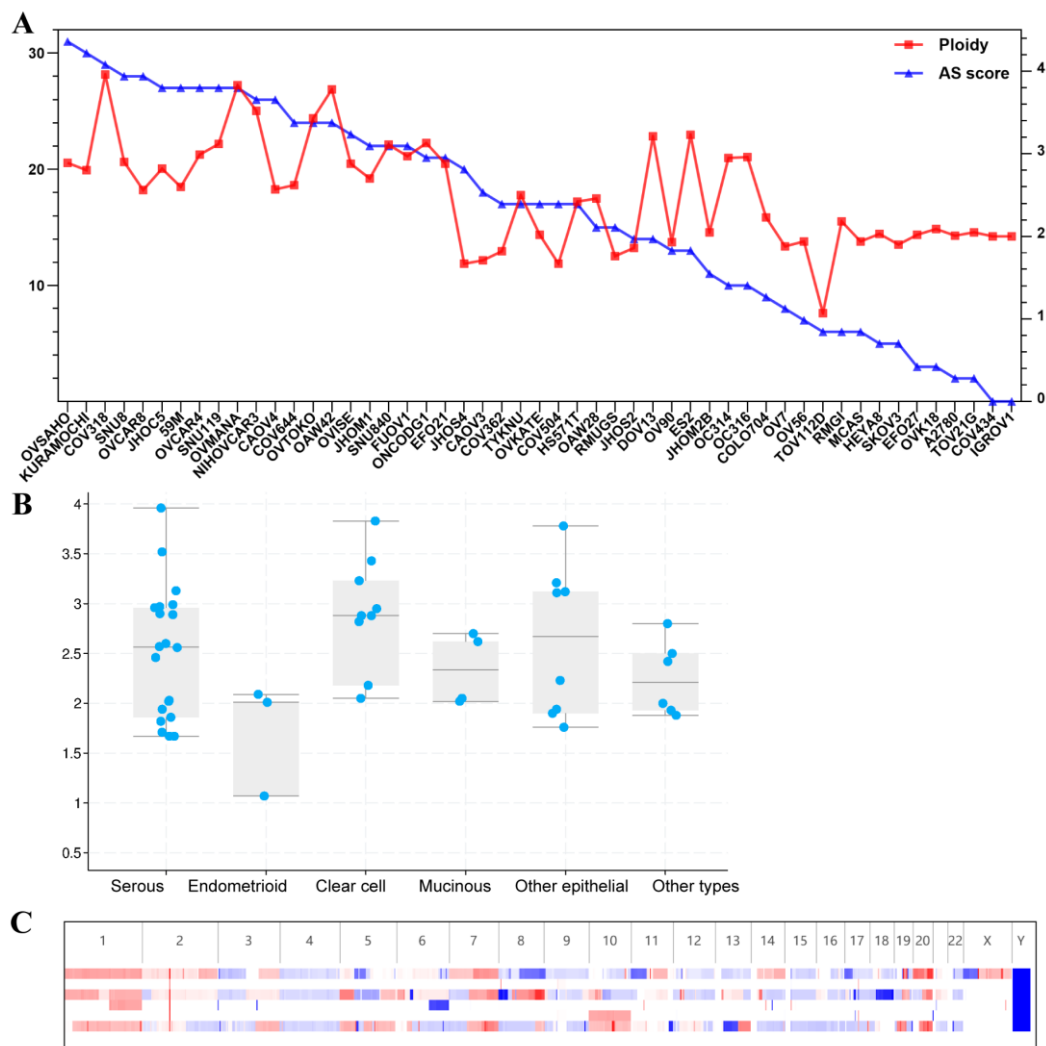 A
30
20
10
4
3
2
1
0
Ploidy
AS score
OVSAHO
KURAMOCHI
COV318
SNU8
OVCAR8
JHOC5
59M
OVCAR4
SNU119
OVMANA
NIHOVCAR3
CAOV4
COV644
OVTOKO
OAW42
OVISE
JHOM1
SNU840
FUOV1
ONCODG1
EFO21
JHOS4
CAOV3
COV362
TYKNU
OVKATE
COV504
HS571T
OAW28
RMUGS
JHOS2
DOV13
OV90
ES2
JHOM2B
OC314
OC316
COLO704
OV7
OV56
TOV112D
RMGI
MCAS
HEYA8
SKOV3
EFO27
OVK18
A2780
TOV21G
COV434
IGROV1
B
4
3.5
3
2.5
2
1.5
1
0.5
Serous Endometrioid Clear cell Mucinous Other epithelial Other types
C
1 2 3 4 5 6 7 8 9 10 11 12 13 14 15 16 17 18 19 20 22 X Y